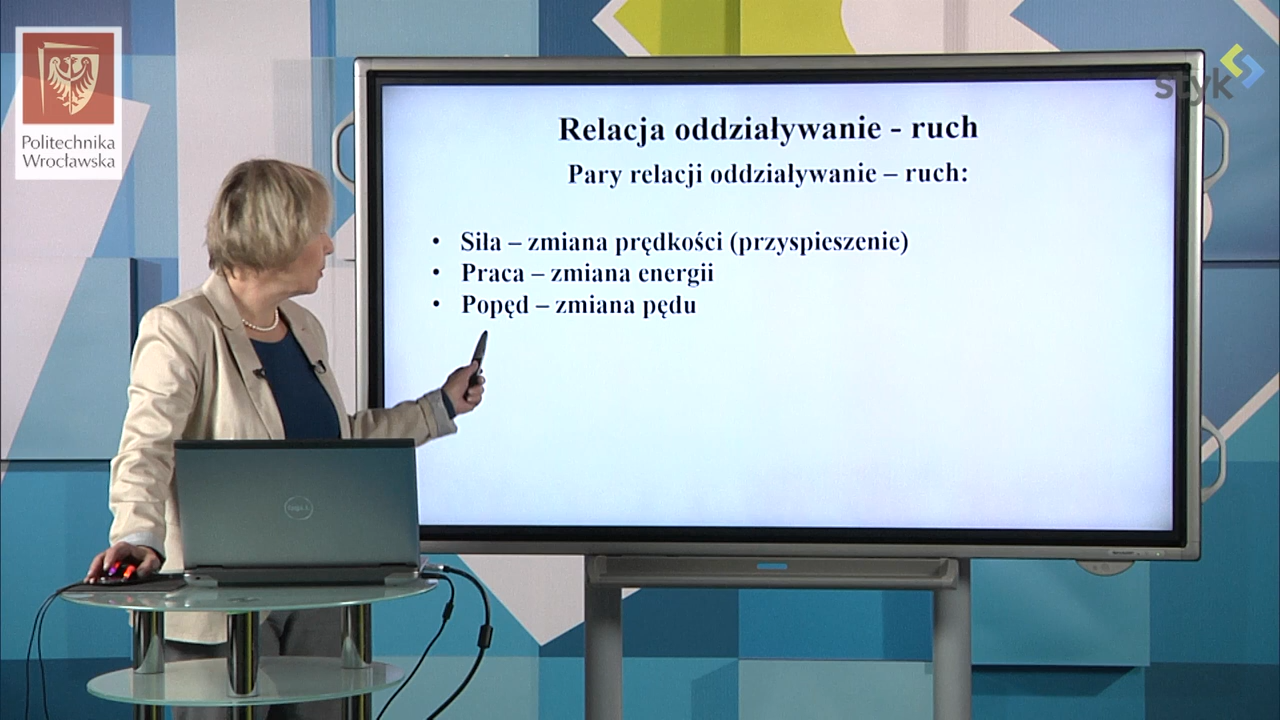 Politechnika
Wrocławska
styk
Relacja oddziaływanie - ruch
Pary relacji oddziaływanie – ruch:
• Siła – zmiana prędkości (przyspieszenie)
• Praca – zmiana energii
• Popęd – zmiana pędu